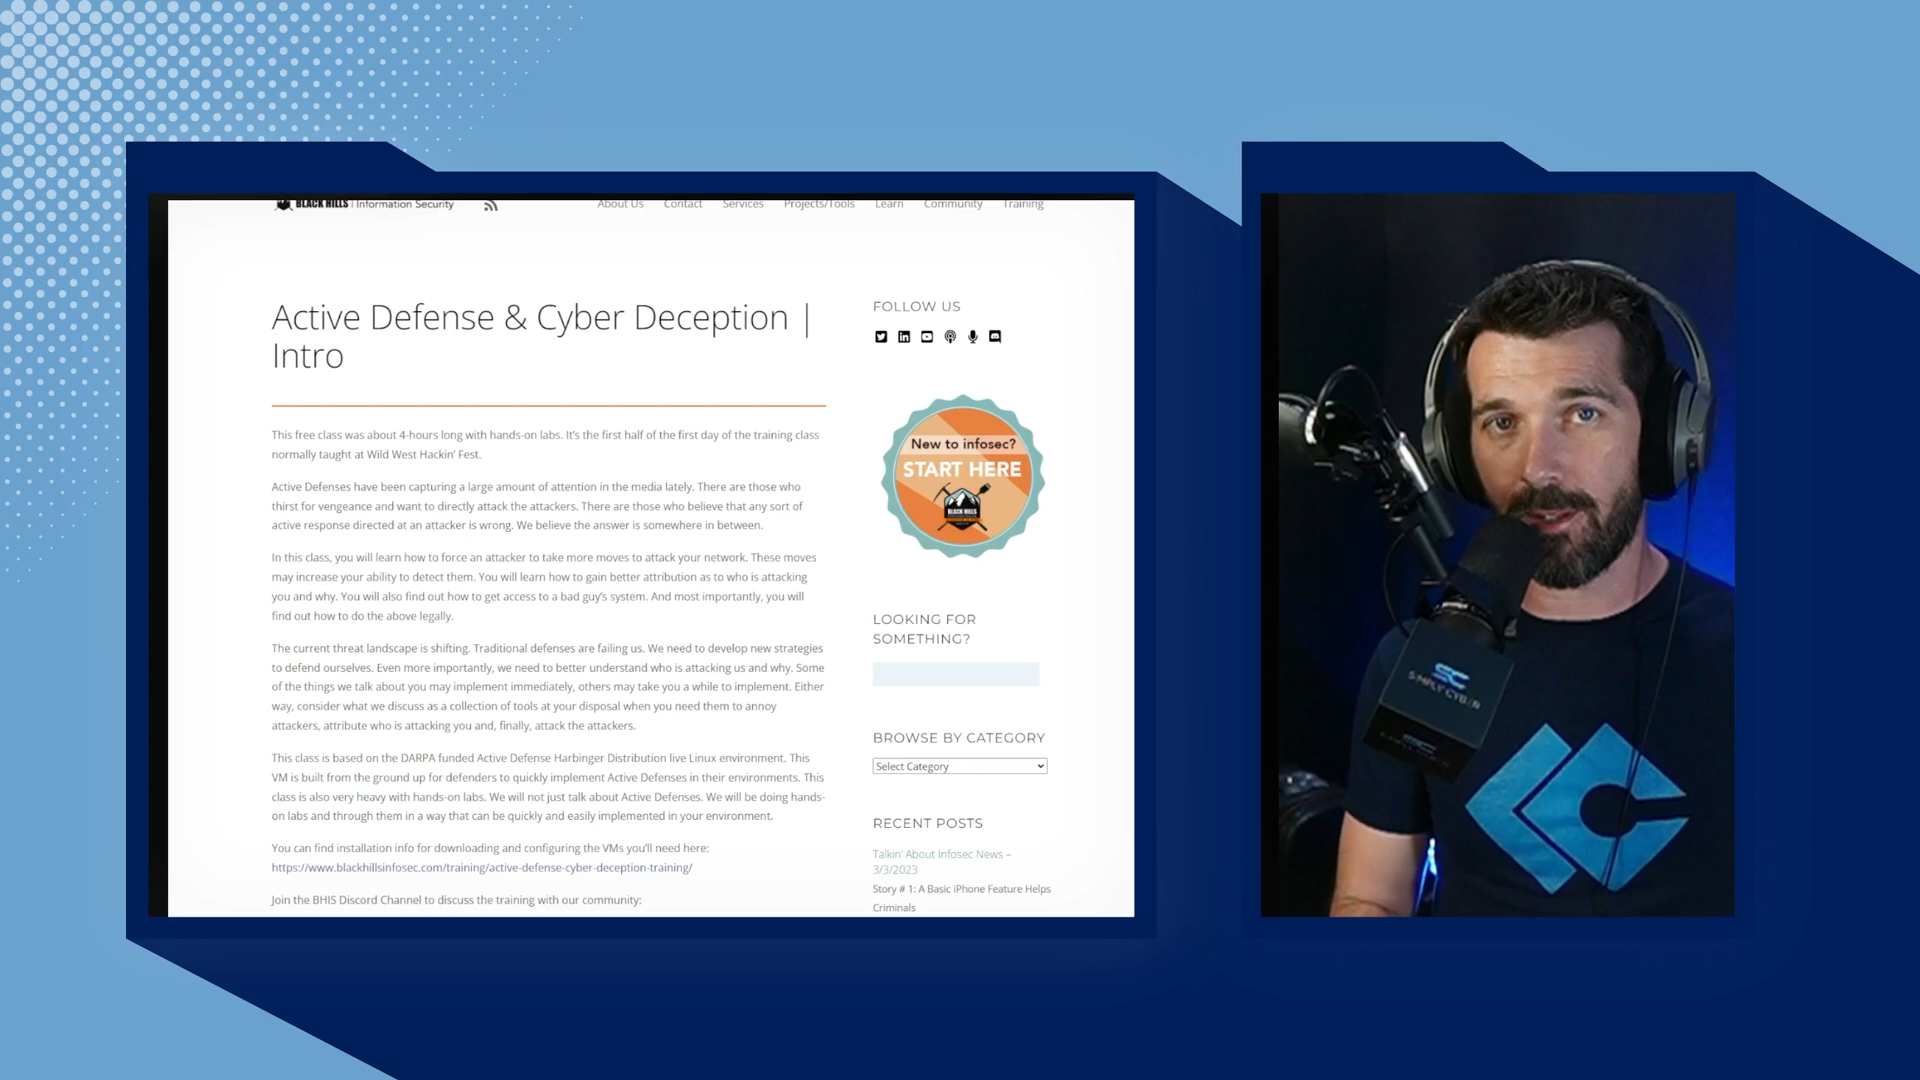 BLACK HILLS | Information Security
About Us Contact Services Projects/Tools Learn Community Training
Active Defense & Cyber Deception |
Intro
This free class was about 4-hours long with hands-on labs. It's the first half of the first day of the training class
normally taught at Wild West Hackin' Fest.
Active Defenses have been capturing a large amount of attention in the media lately. There are those who
thirst for vengeance and want to directly attack the attackers. There are those who believe that any sort of
active response directed at an attacker is wrong. We believe the answer is somewhere in between.
In this class, you will learn how to force an attacker to take more moves to attack your network. These moves
may increase your ability to detect them. You will learn how to gain better attribution as to who is attacking
you and why. You will also find out how to get access to a bad guy's system. And most importantly, you will
find out how to do the above legally.
The current threat landscape is shifting. Traditional defenses are failing us. We need to develop new strategies
to defend ourselves. Even more importantly, we need to better understand who is attacking us and why. Some
of the things we talk about you may implement immediately, others may take you a while to implement. Either
way, consider what we discuss as a collection of tools at your disposal when you need them to annoy
attackers, attribute who is attacking you and, finally, attack the attackers.
This class is based on the DARPA funded Active Defense Harbinger Distribution live Linux environment. This
VM is built from the ground up for defenders to quickly implement Active Defenses in their environments. This
class is also very heavy with hands-on labs. We will not just talk about Active Defenses. We will be doing hands-
on labs and through them in a way that can be quickly and easily implemented in your environment.
You can find installation info for downloading and configuring the VMs you'll need here:
https://www.blackhillsinfosec.com/training/active-defense-cyber-deception-training/
Join the BHIS Discord Channel to discuss the training with our community:
FOLLOW US
New to infosec?
START HERE
BLACK HILLS
LOOKING FOR
SOMETHING?
BROWSE BY CATEGORY
Select Category
RECENT POSTS
Talkin' About Infosec News –
3/3/2023
Story # 1: A Basic iPhone Feature Helps
Criminals
SIMPLY CYBER